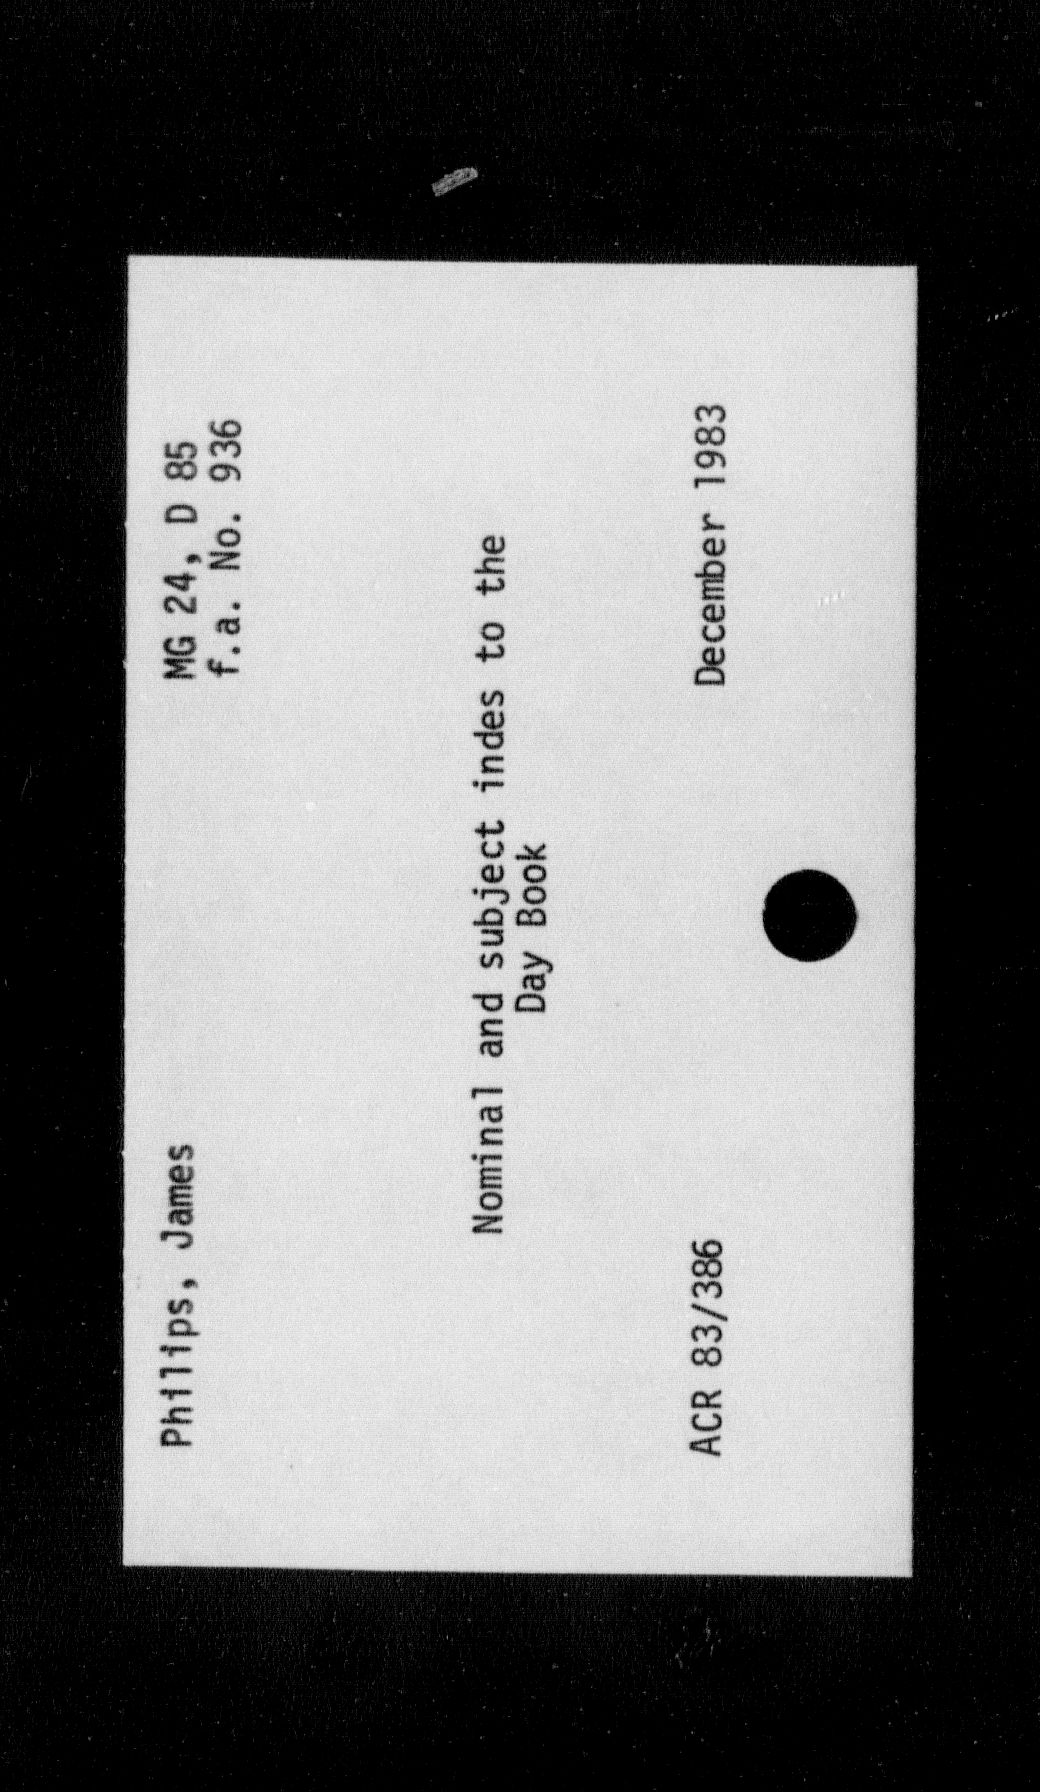 Philips, James
MG 24, D 85
f.a. No. 936
Nominal and subject indes to the
Day Book
ACR 83/386
December 1983